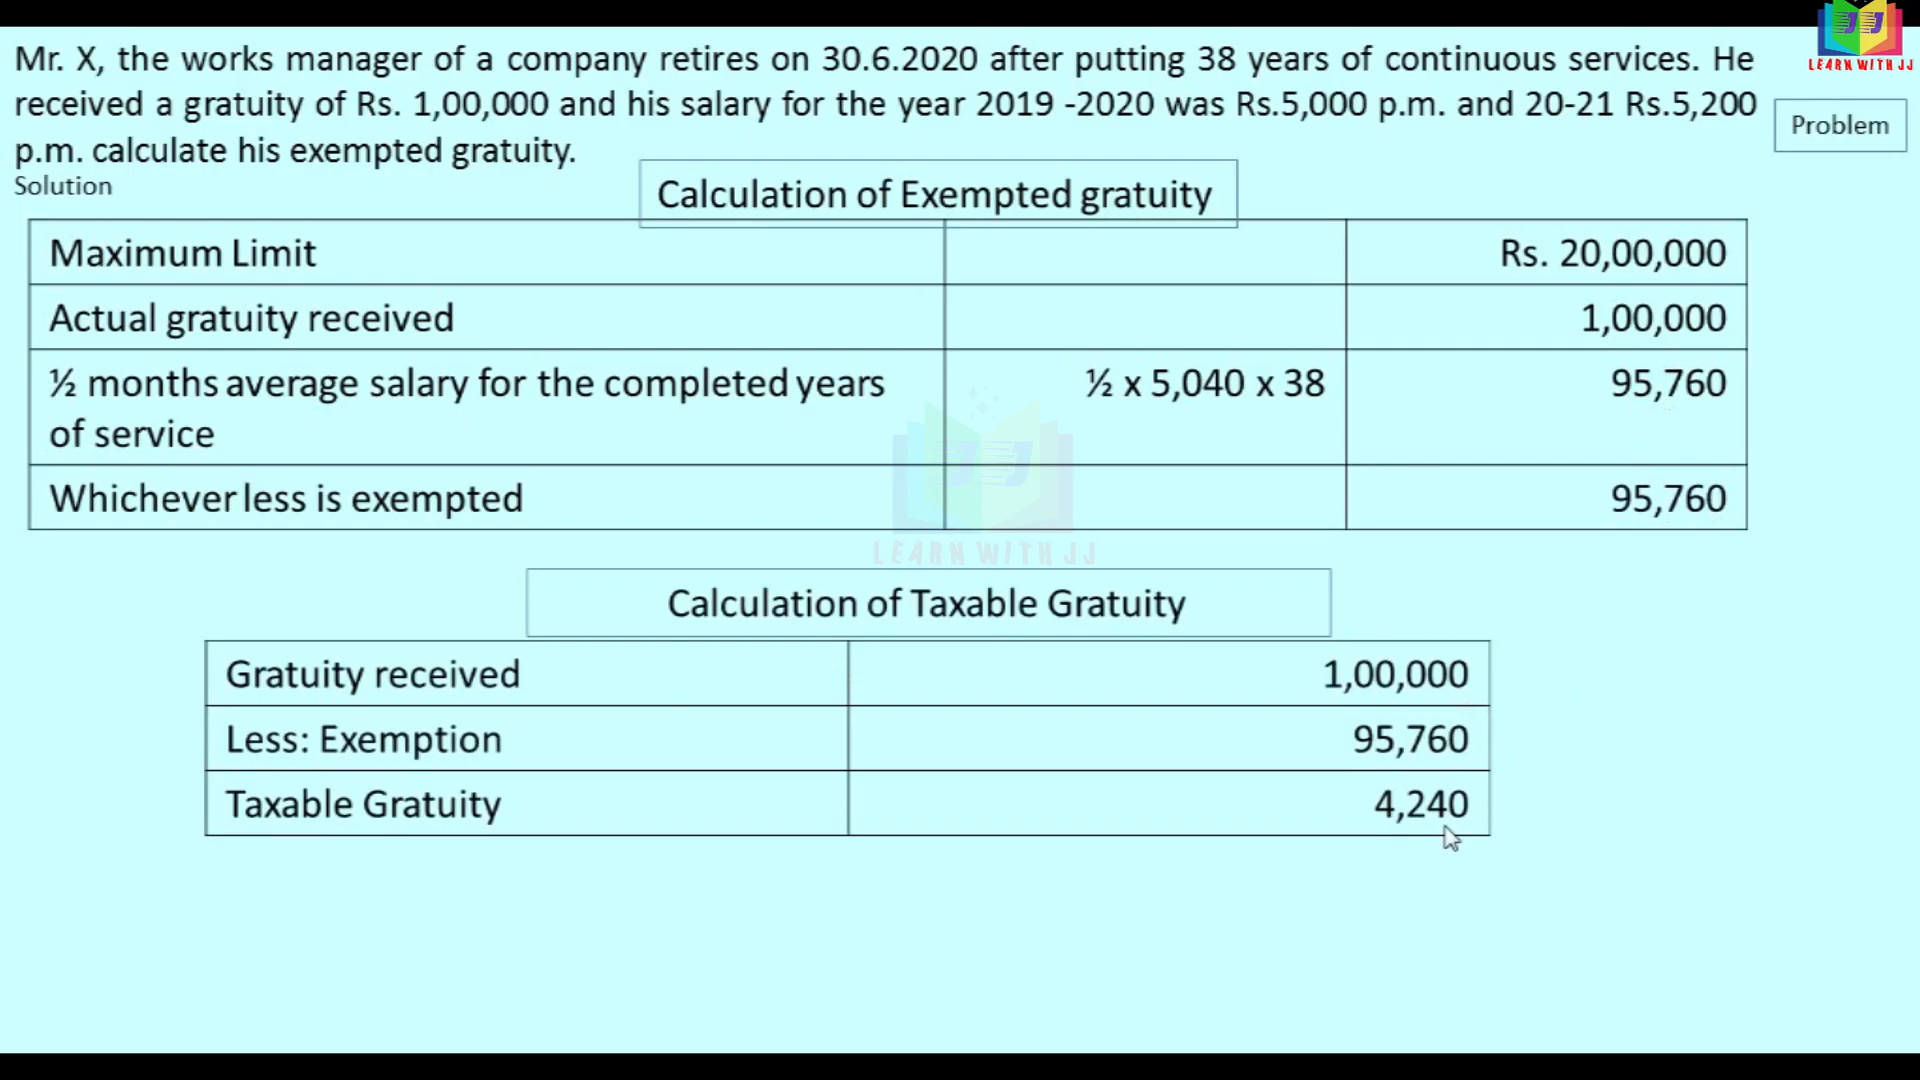 LEARN WITH JJ
Mr. X, the works manager of a company retires on 30.6.2020 after putting 38 years of continuous services. He
received a gratuity of Rs. 1,00,000 and his salary for the year 2019 -2020 was Rs.5,000 p.m. and 20-21 Rs.5,200
p.m. calculate his exempted gratuity.
Problem
Solution
Calculation of Exempted gratuity
Maximum Limit Rs. 20,00,000
Actual gratuity received 1,00,000
½ months average salary for the completed years ½ x 5,040 x 38 95,760
of service
Whichever less is exempted 95,760
LEARN WITH JJ
Calculation of Taxable Gratuity
Gratuity received 1,00,000
Less: Exemption 95,760
Taxable Gratuity 4,240